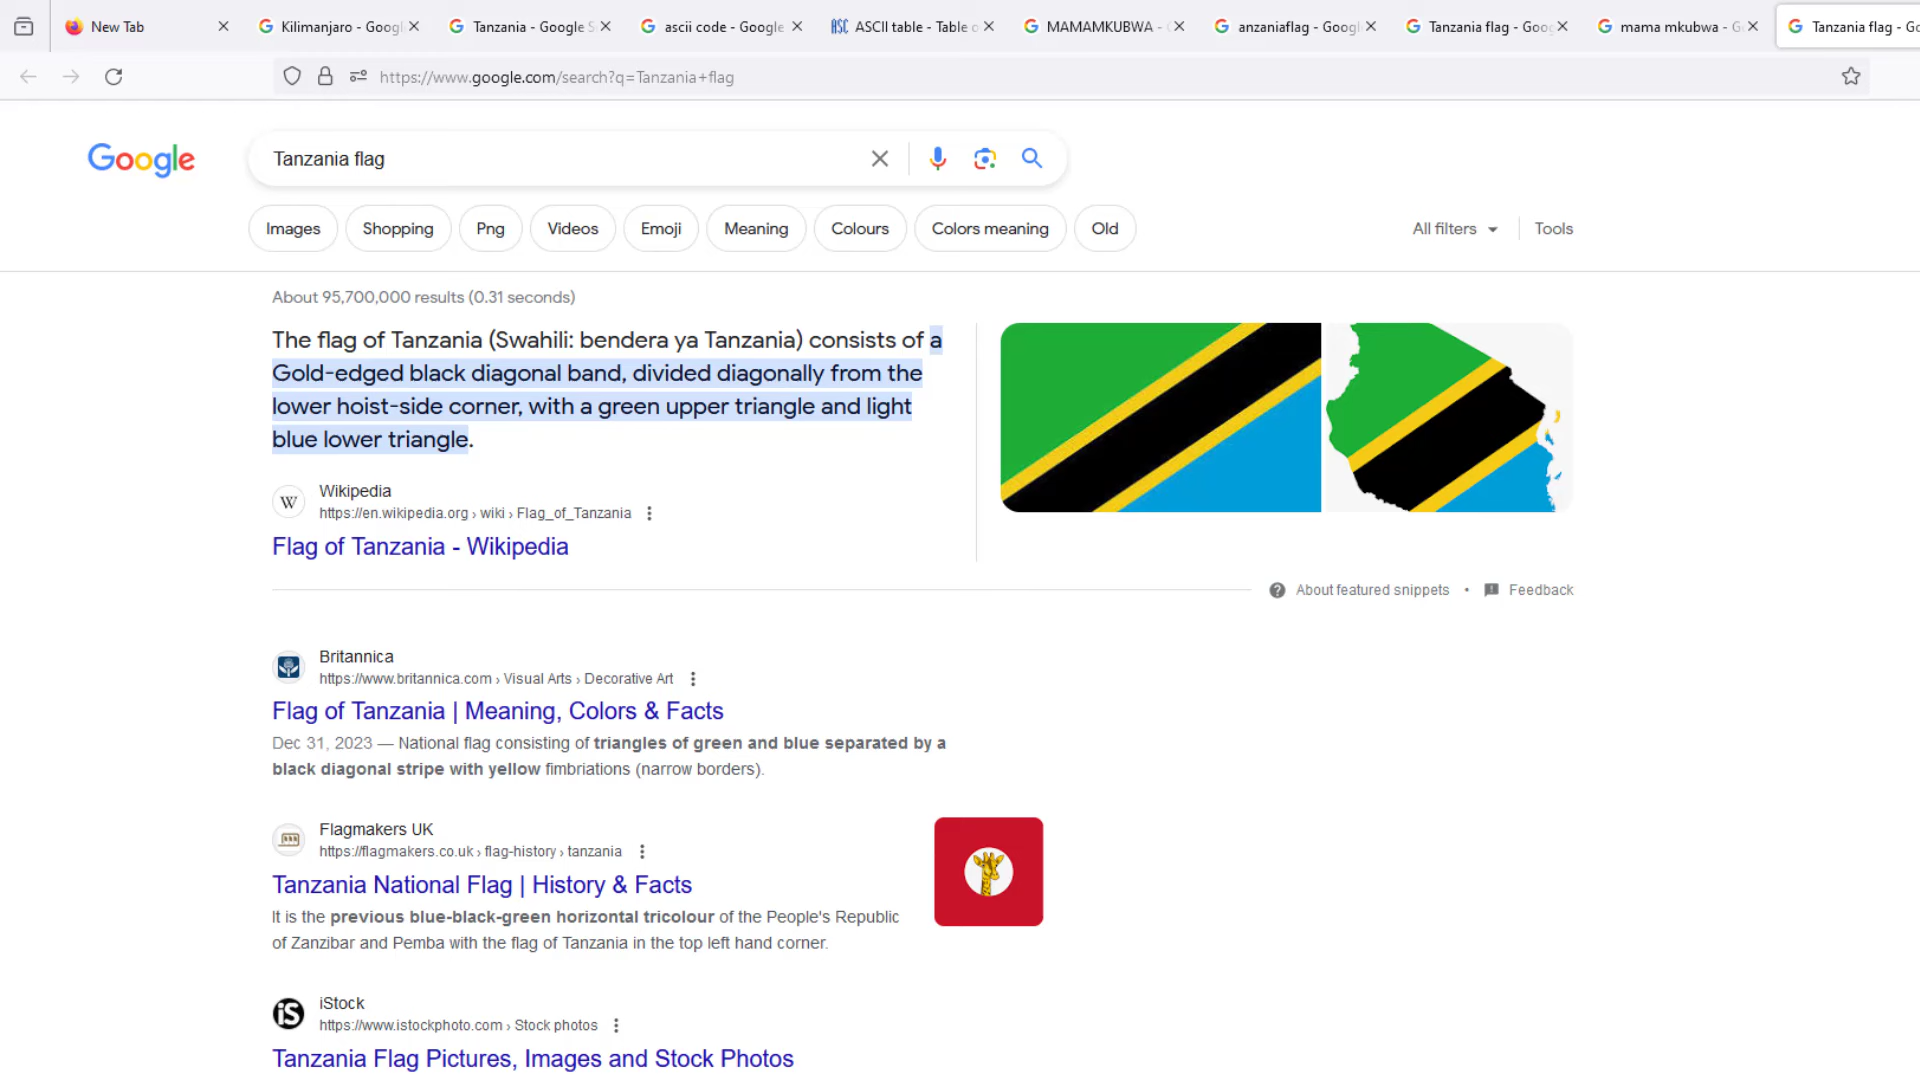 New Tab
Kilimanjaro - Googl
Tanzania - Google S
ascii code - Google
ASC ASCII table - Table o
MAMAMKUBWA - G
anzaniaflag - Googl
Tanzania flag - Goog
mama mkubwa - G
Tanzania flag - Go
https://www.google.com/search?q=Tanzania+flag
Google
Tanzania flag
Images
Shopping
Png
Videos
Emoji
Meaning
Colours
Colors meaning
Old
All filters
Tools
About 95,700,000 results (0.31 seconds)
The flag of Tanzania (Swahili: bendera ya Tanzania) consists of a
Gold-edged black diagonal band, divided diagonally from the
lower hoist-side corner, with a green upper triangle and light
blue lower triangle.
W
Wikipedia
https://en.wikipedia.org › wiki › Flag_of_Tanzania
Flag of Tanzania - Wikipedia
About featured snippets • Feedback
Britannica
https://www.britannica.com › Visual Arts › Decorative Art
Flag of Tanzania | Meaning, Colors & Facts
Dec 31, 2023 — National flag consisting of triangles of green and blue separated by a
black diagonal stripe with yellow fimbriations (narrow borders).
Flagmakers UK
https://flagmakers.co.uk › flag-history › tanzania
Tanzania National Flag | History & Facts
It is the previous blue-black-green horizontal tricolour of the People's Republic
of Zanzibar and Pemba with the flag of Tanzania in the top left hand corner.
iS
iStock
https://www.istockphoto.com › Stock photos
Tanzania Flag Pictures, Images and Stock Photos